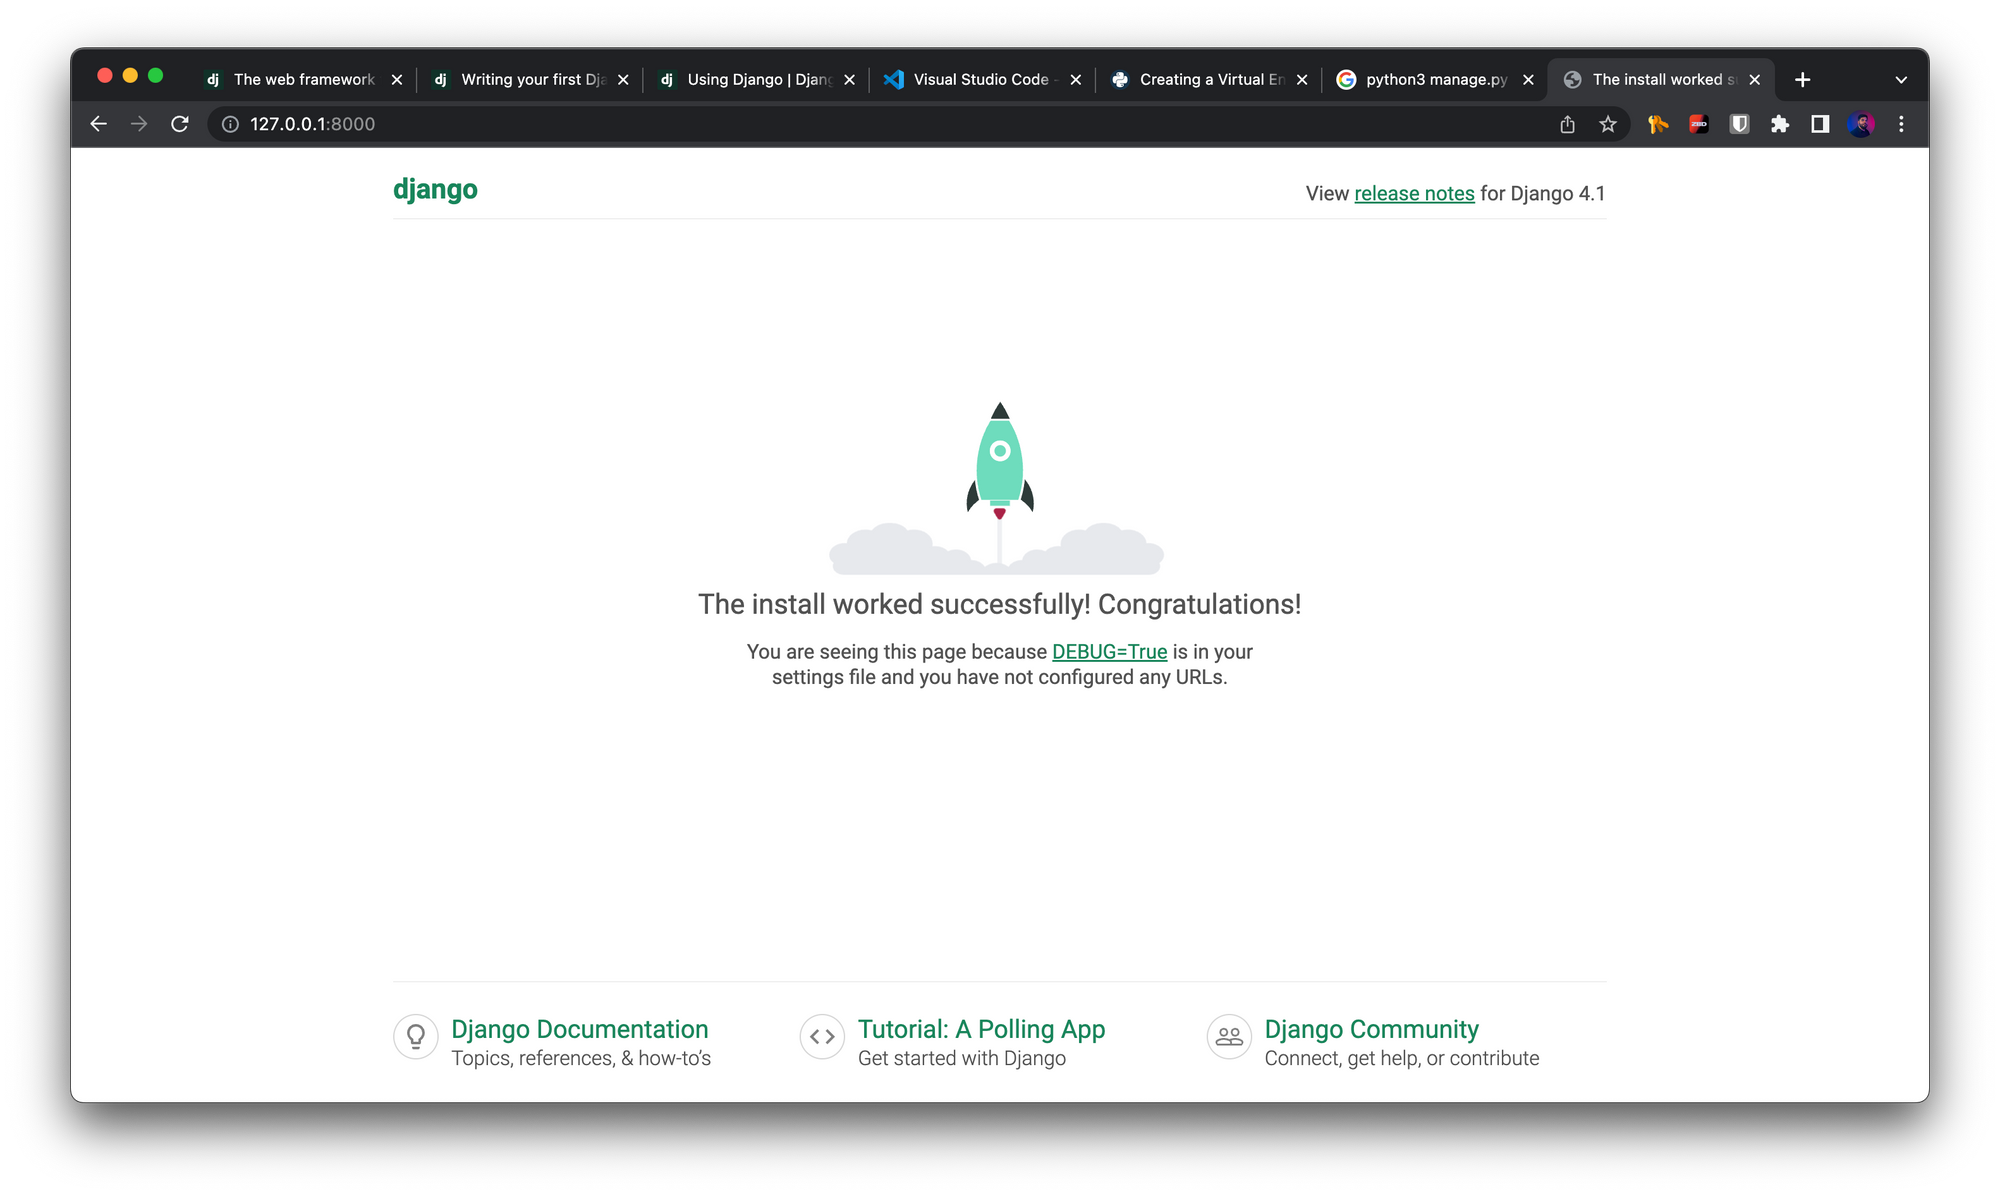 The web framework
Writing your first Dja
Using Django | Djang
Visual Studio Code -
Creating a Virtual En
python3 manage.py
The install worked s
127.0.0.1:8000
ZBD
django
View release notes for Django 4.1
The install worked successfully! Congratulations!
You are seeing this page because DEBUG=True is in your
settings file and you have not configured any URLs.
Django Documentation
Topics, references, & how-to’s
Tutorial: A Polling App
Get started with Django
Django Community
Connect, get help, or contribute